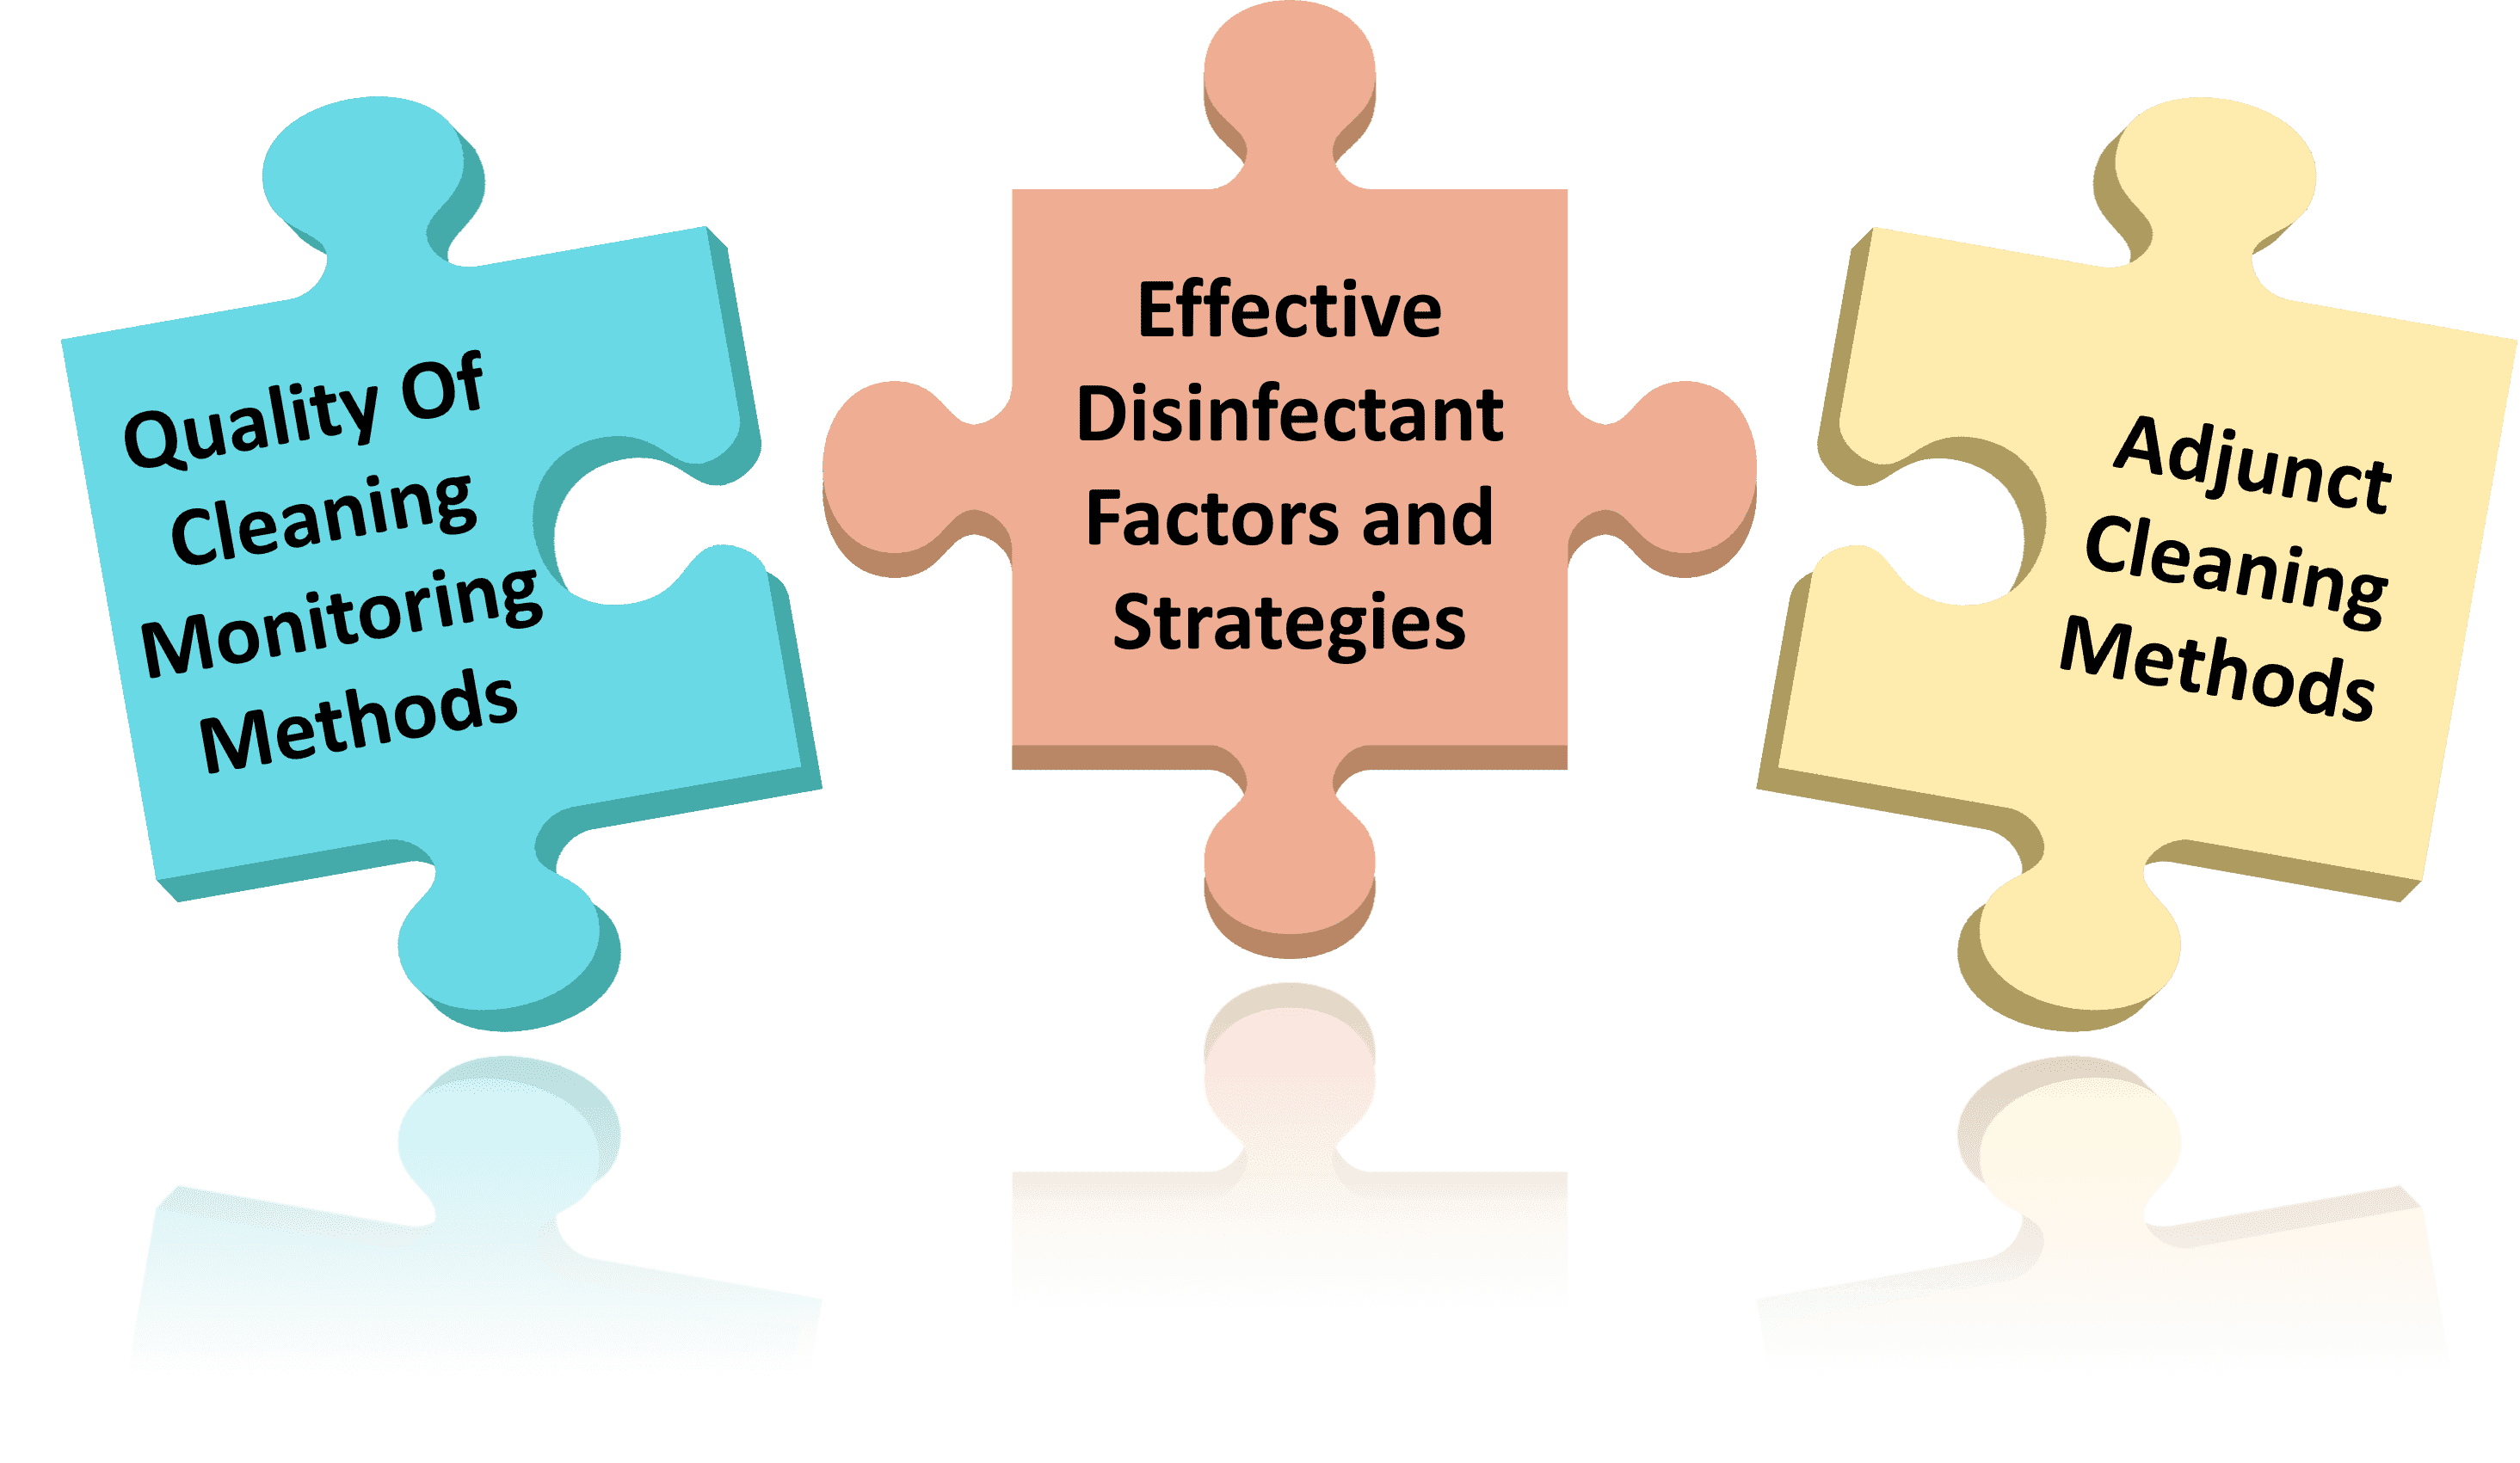 Quality Of
Cleaning
Monitoring
Methods
Effective
Disinfectant
Factors and
Strategies
Adjunct
Cleaning
Methods